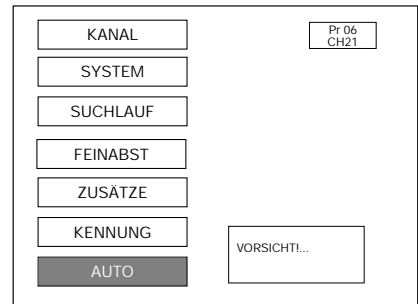 KANAL
Pr 06
CH21
SYSTEM
SUCHLAUF
FEINABST
ZUSÄTZE
KENNUNG
VORSICHT!...
AUTO